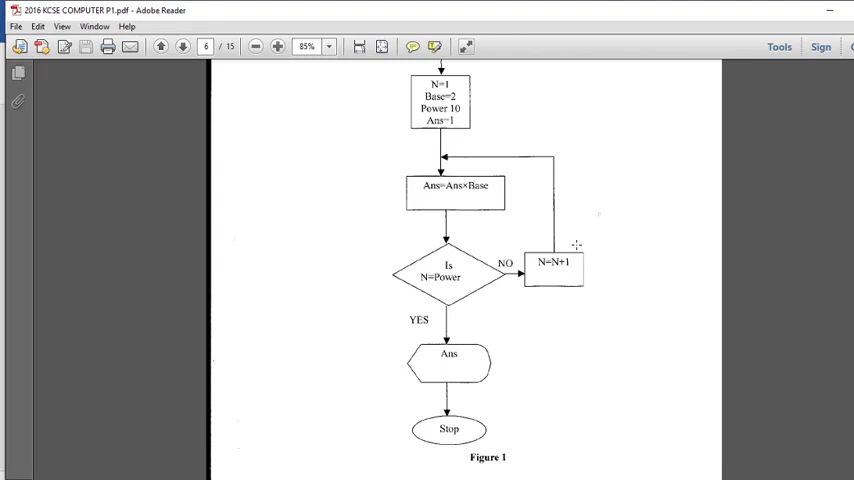 2016 KCSE COMPUTER P1.pdf - Adobe Reader
File Edit View Window Help
6 / 15 85% Tools Sign
N=1
Base=2
Power 10
Ans=1
Ans=Ans×Base
Is
N=Power
NO
N=N+1
YES
Ans
Stop
Figure 1